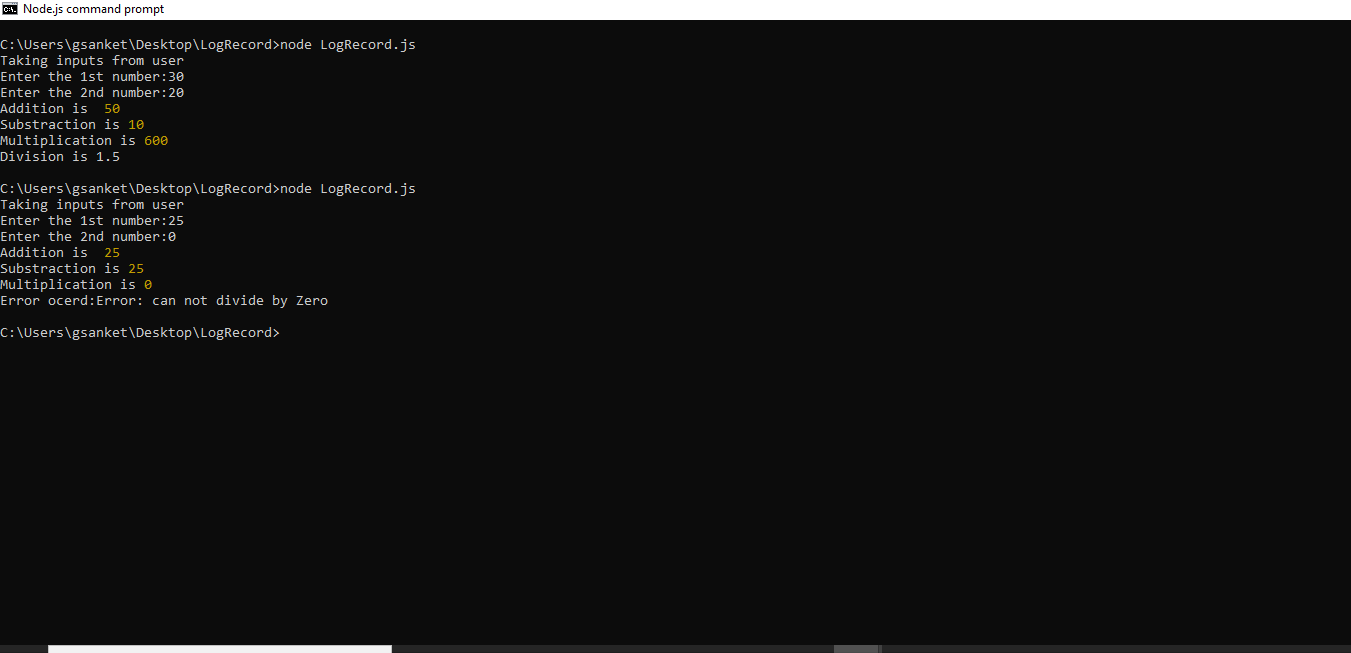 Node.js command prompt
C:\Users\gsanket\Desktop\LogRecord>node LogRecord.js
Taking inputs from user
Enter the 1st number:30
Enter the 2nd number:20
Addition is  50
Substraction is 10
Multiplication is 600
Division is 1.5
C:\Users\gsanket\Desktop\LogRecord>node LogRecord.js
Taking inputs from user
Enter the 1st number:25
Enter the 2nd number:0
Addition is  25
Substraction is 25
Multiplication is 0
Error ocerd:Error: can not divide by Zero
C:\Users\gsanket\Desktop\LogRecord>